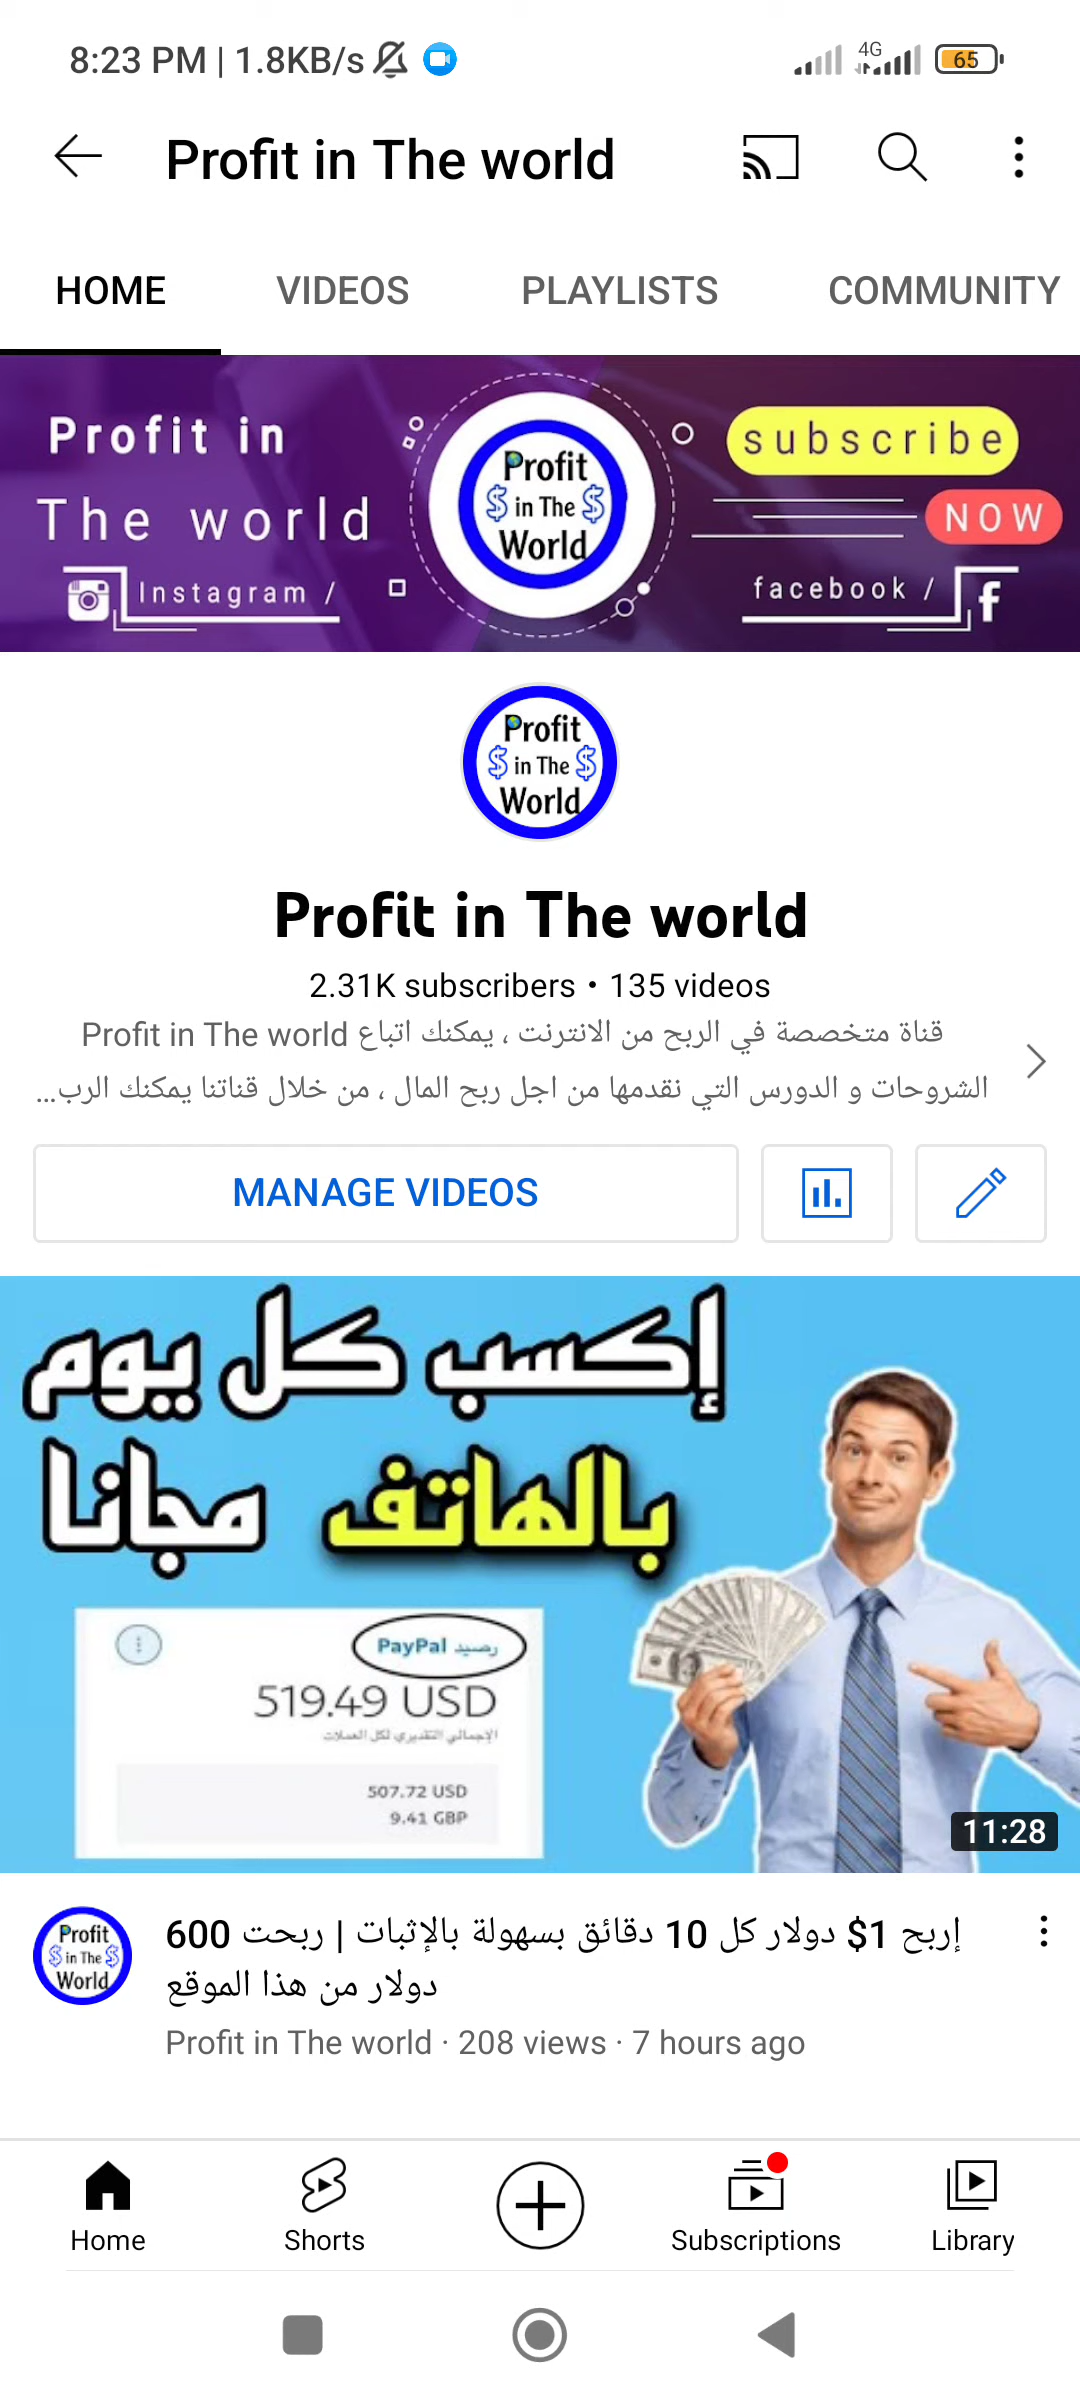 8:23 PM | 1.8KB/s
4G
65
Profit in The world
HOME VIDEOS PLAYLISTS COMMUNITY
Profit in
The world
Instagram /
Profit
$ in The $
World
subscribe
NOW
facebook /
Profit
$ in The $
World
Profit in The world
2.31K subscribers • 135 videos
قناة متخصصة في الربح من الانترنت ، يمكنك اتباع Profit in The world
الشروحات و الدورس التي نقدمها من اجل ربح المال ، من خلال قناتنا يمكنك الرب...
MANAGE VIDEOS
إكسب كل يوم
بالهاتف مجانا
رصيد PayPal
519.49 USD
الإجمالي التقديري لكل العملات
507.72 USD
9.41 GBP
11:28
Profit
$ in The $
World
إربح 1$ دولار كل 10 دقائق بسهولة بالإثبات | ربحت 600
دولار من هذا الموقع
Profit in The world · 208 views · 7 hours ago
Home Shorts Subscriptions Library